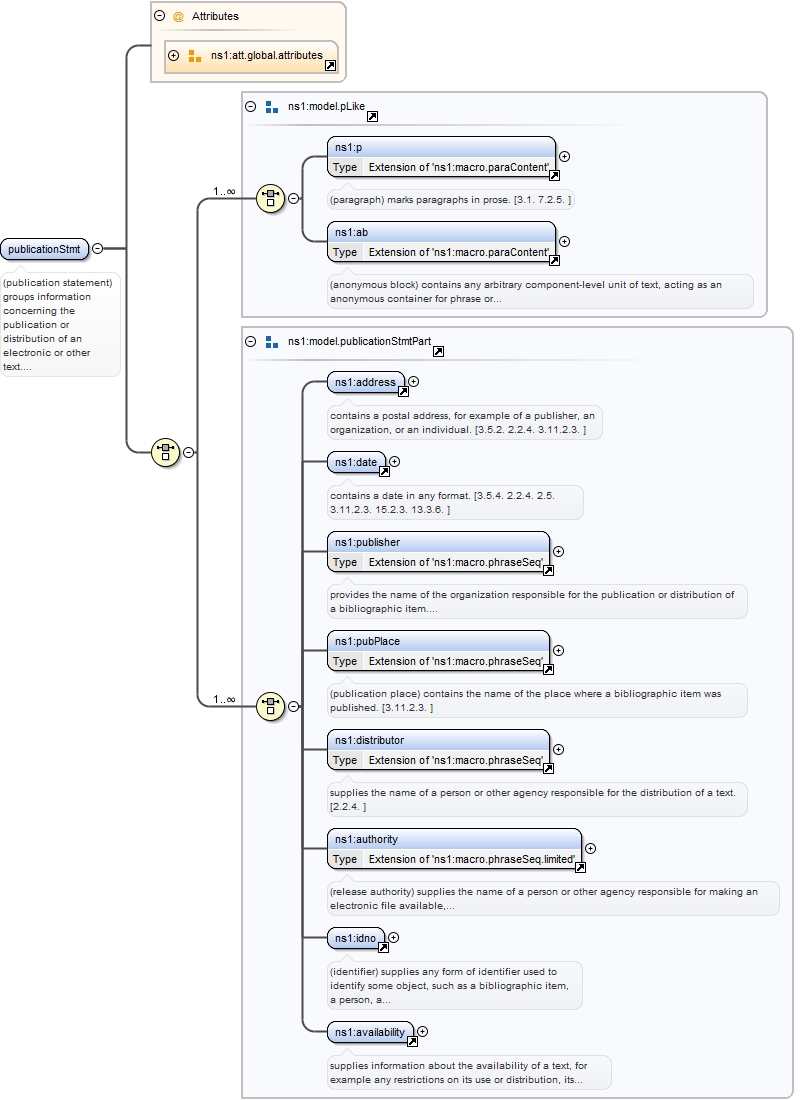 @ Attributes
ns1:att.global.attributes
ns1:model.pLike
ns1:p
Type Extension of 'ns1:macro.paraContent'
(paragraph) marks paragraphs in prose. [3.1. 7.2.5. ]
1..∞
ns1:ab
Type Extension of 'ns1:macro.paraContent'
(anonymous block) contains any arbitrary component-level unit of text, acting as an
anonymous container for phrase or...
publicationStmt
(publication statement)
groups information
concerning the
publication or
distribution of an
electronic or other
text....
ns1:model.publicationStmtPart
ns1:address
contains a postal address, for example of a publisher, an
organization, or an individual. [3.5.2. 2.2.4. 3.11.2.3. ]
ns1:date
contains a date in any format. [3.5.4. 2.2.4. 2.5.
3.11.2.3. 15.2.3. 13.3.6. ]
ns1:publisher
Type Extension of 'ns1:macro.phraseSeq'
provides the name of the organization responsible for the publication or distribution of
a bibliographic item....
ns1:pubPlace
Type Extension of 'ns1:macro.phraseSeq'
(publication place) contains the name of the place where a bibliographic item was
published. [3.11.2.3. ]
1..∞
ns1:distributor
Type Extension of 'ns1:macro.phraseSeq'
supplies the name of a person or other agency responsible for the distribution of a text.
[2.2.4. ]
ns1:authority
Type Extension of 'ns1:macro.phraseSeq.limited'
(release authority) supplies the name of a person or other agency responsible for making an
electronic file available,...
ns1:idno
(identifier) supplies any form of identifier used to
identify some object, such as a bibliographic item,
a person, a...
ns1:availability
supplies information about the availability of a text, for
example any restrictions on its use or distribution, its...